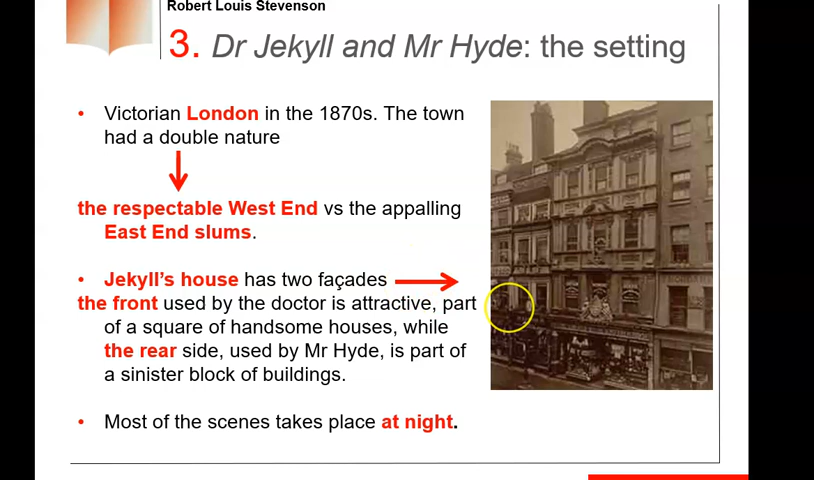 Robert Louis Stevenson
3. Dr Jekyll and Mr Hyde: the setting
• Victorian London in the 1870s. The town
had a double nature
the respectable West End vs the appalling
East End slums.
• Jekyll's house has two façades
the front used by the doctor is attractive, part
of a square of handsome houses, while
the rear side, used by Mr Hyde, is part of
a sinister block of buildings.
• Most of the scenes takes place at night.